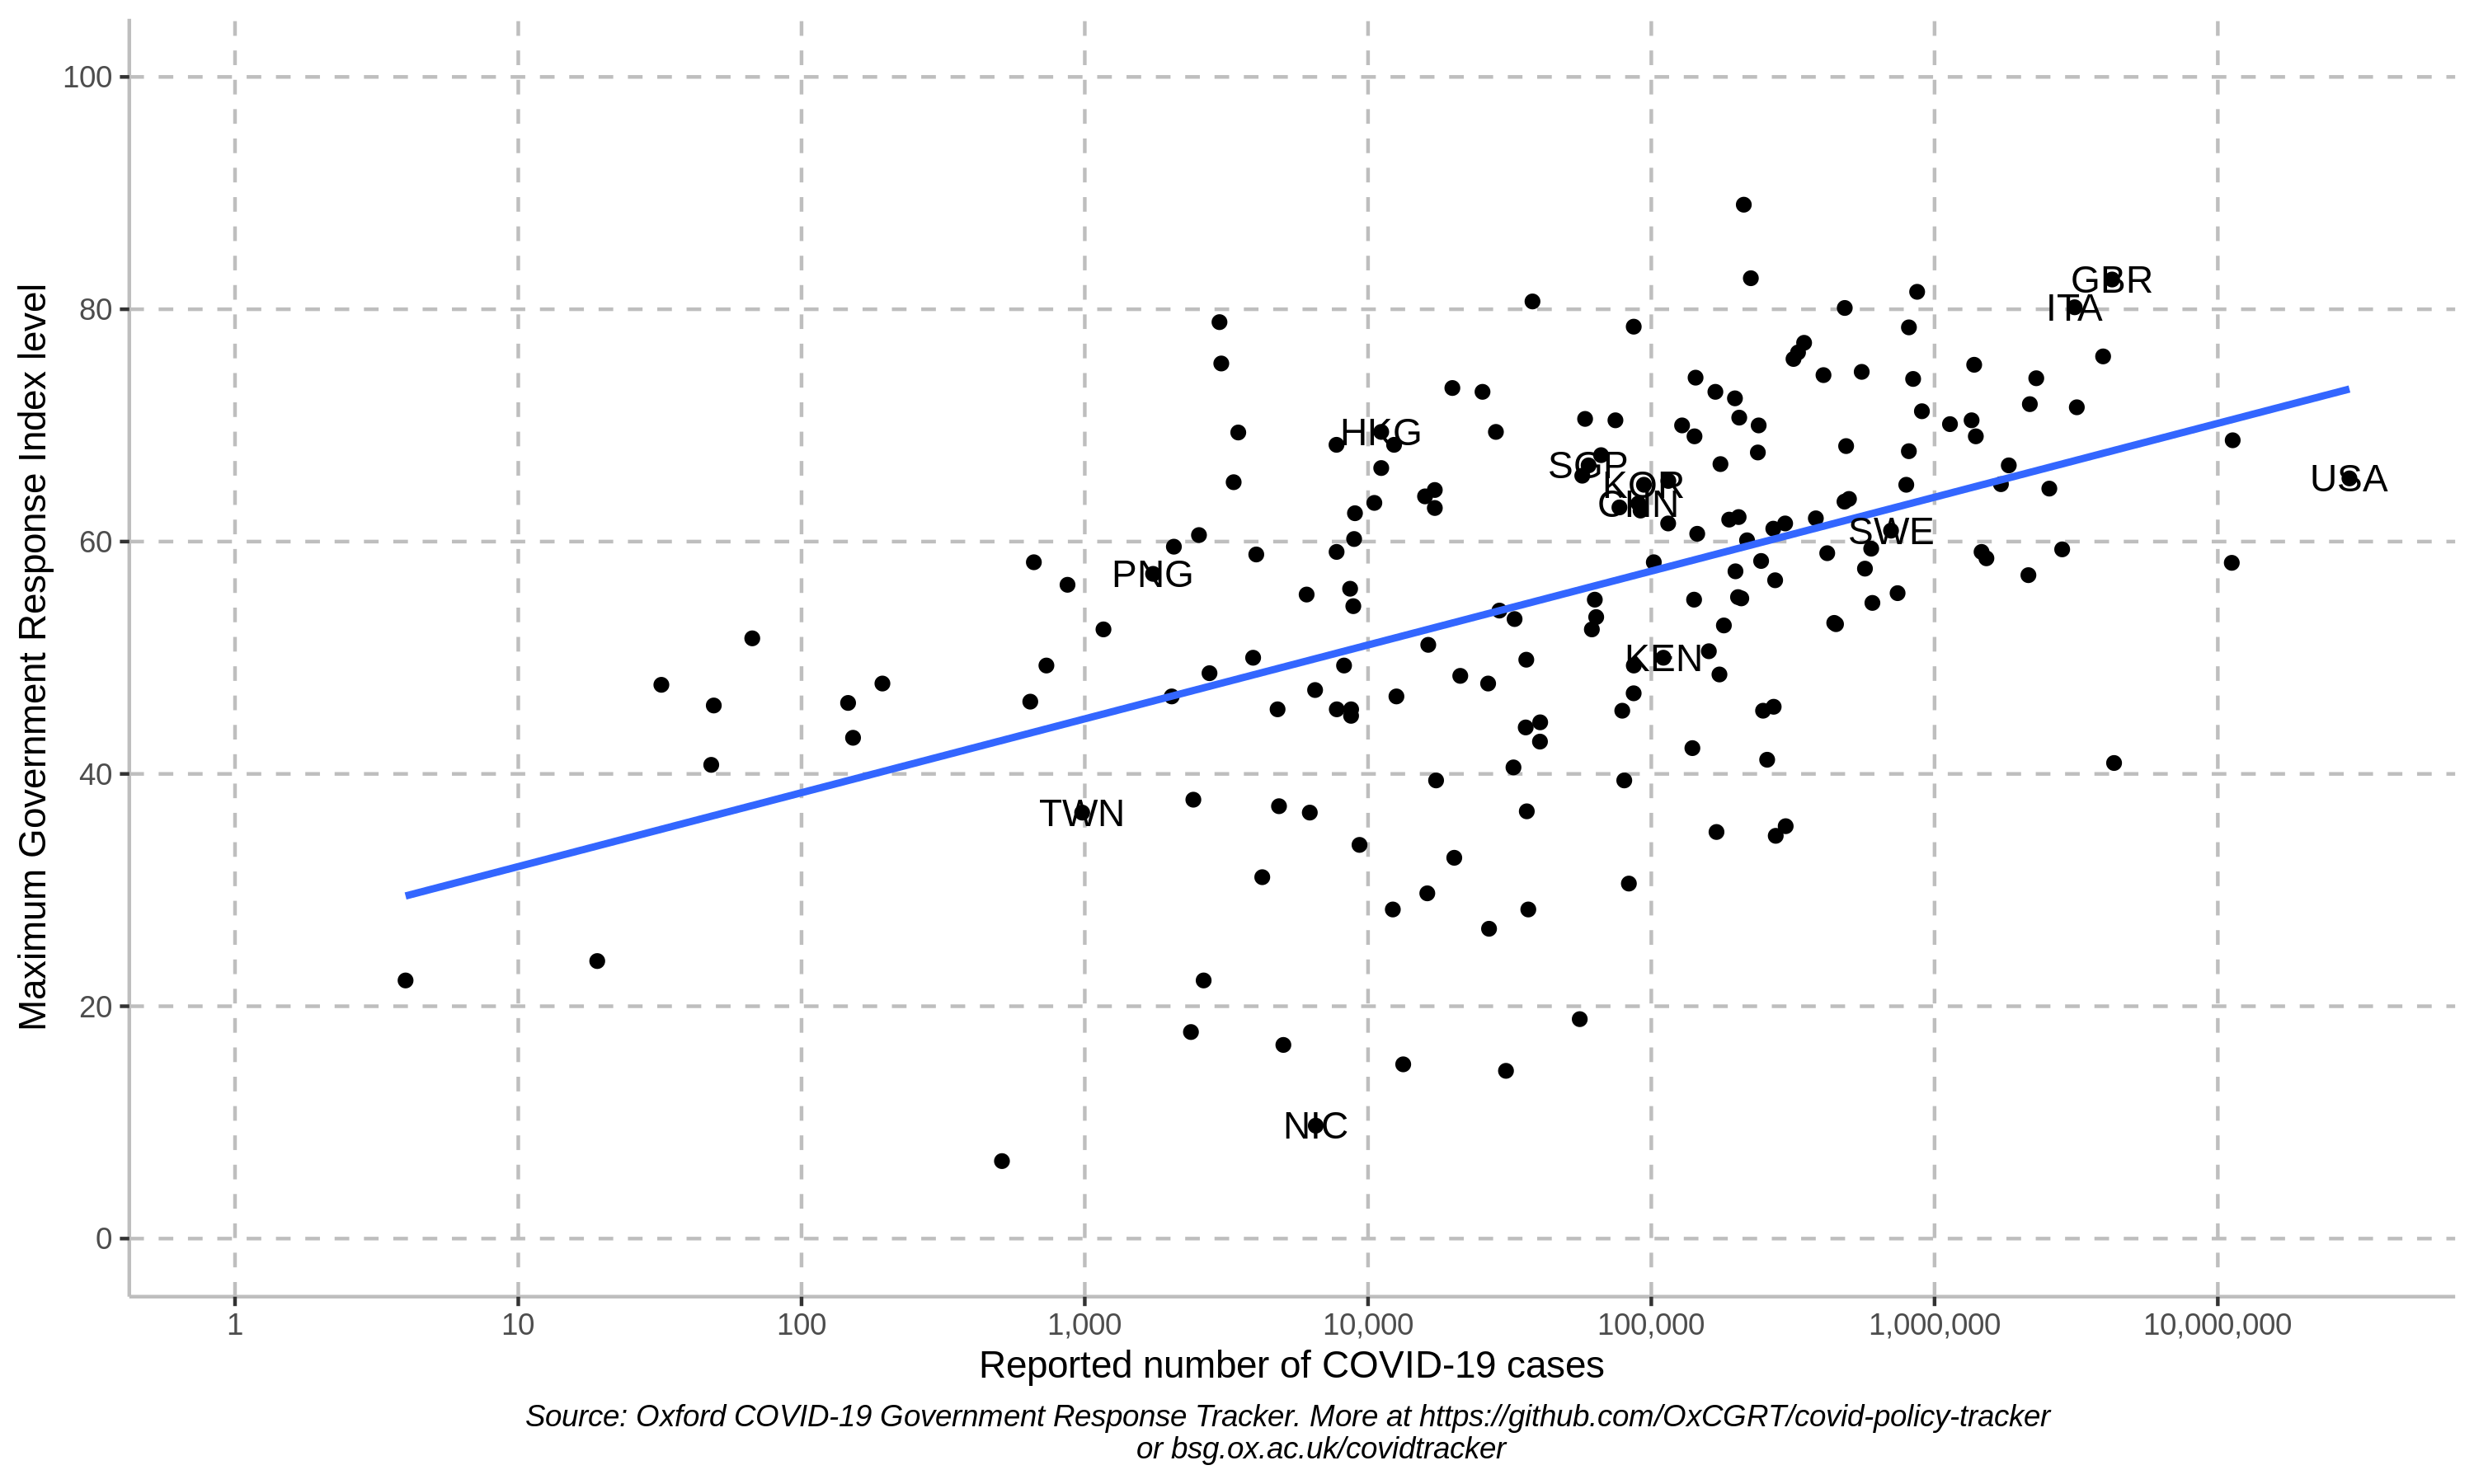 Maximum Government Response Index level
100
80
60
40
20
0
GBR
ITA
HKG
SGP
KOR
CHN
USA
SWE
PNG
KEN
TWN
NIC
1
10
100
1,000
10,000
100,000
1,000,000
10,000,000
Reported number of COVID-19 cases
Source: Oxford COVID-19 Government Response Tracker. More at https://github.com/OxCGRT/covid-policy-tracker
or bsg.ox.ac.uk/covidtracker